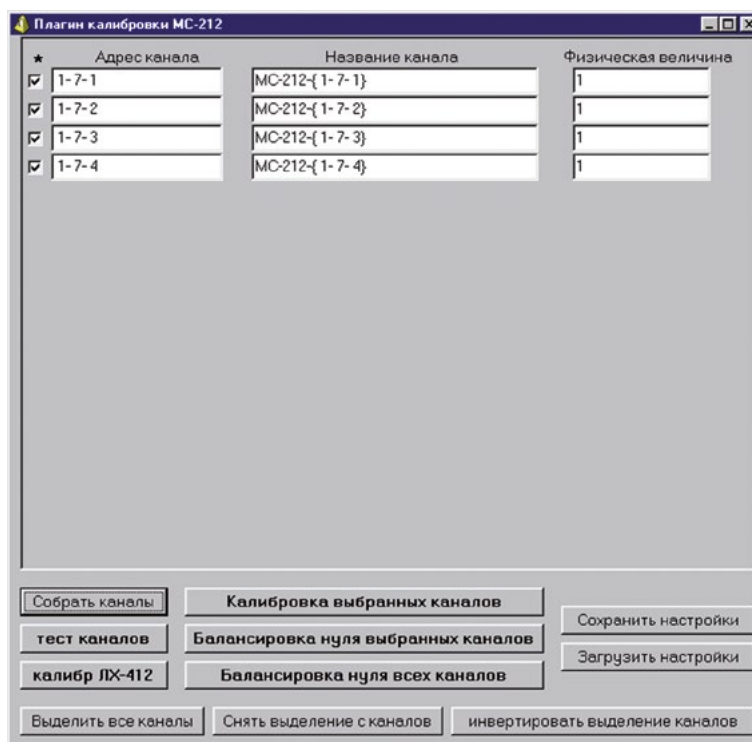 Плагин калибровки МС-212
* Адрес канала Название канала Физическая величина
1- 7- 1 МС-212-{ 1- 7- 1} 1
1- 7- 2 МС-212-{ 1- 7- 2} 1
1- 7- 3 МС-212-{ 1- 7- 3} 1
1- 7- 4 МС-212-{ 1- 7- 4} 1
Собрать каналы Калибровка выбранных каналов
Сохранить настройки
тест каналов Балансировка нуля выбранных каналов
Загрузить настройки
калибр ЛХ-412 Балансировка нуля всех каналов
Выделить все каналы Снять выделение с каналов инвертировать выделение каналов